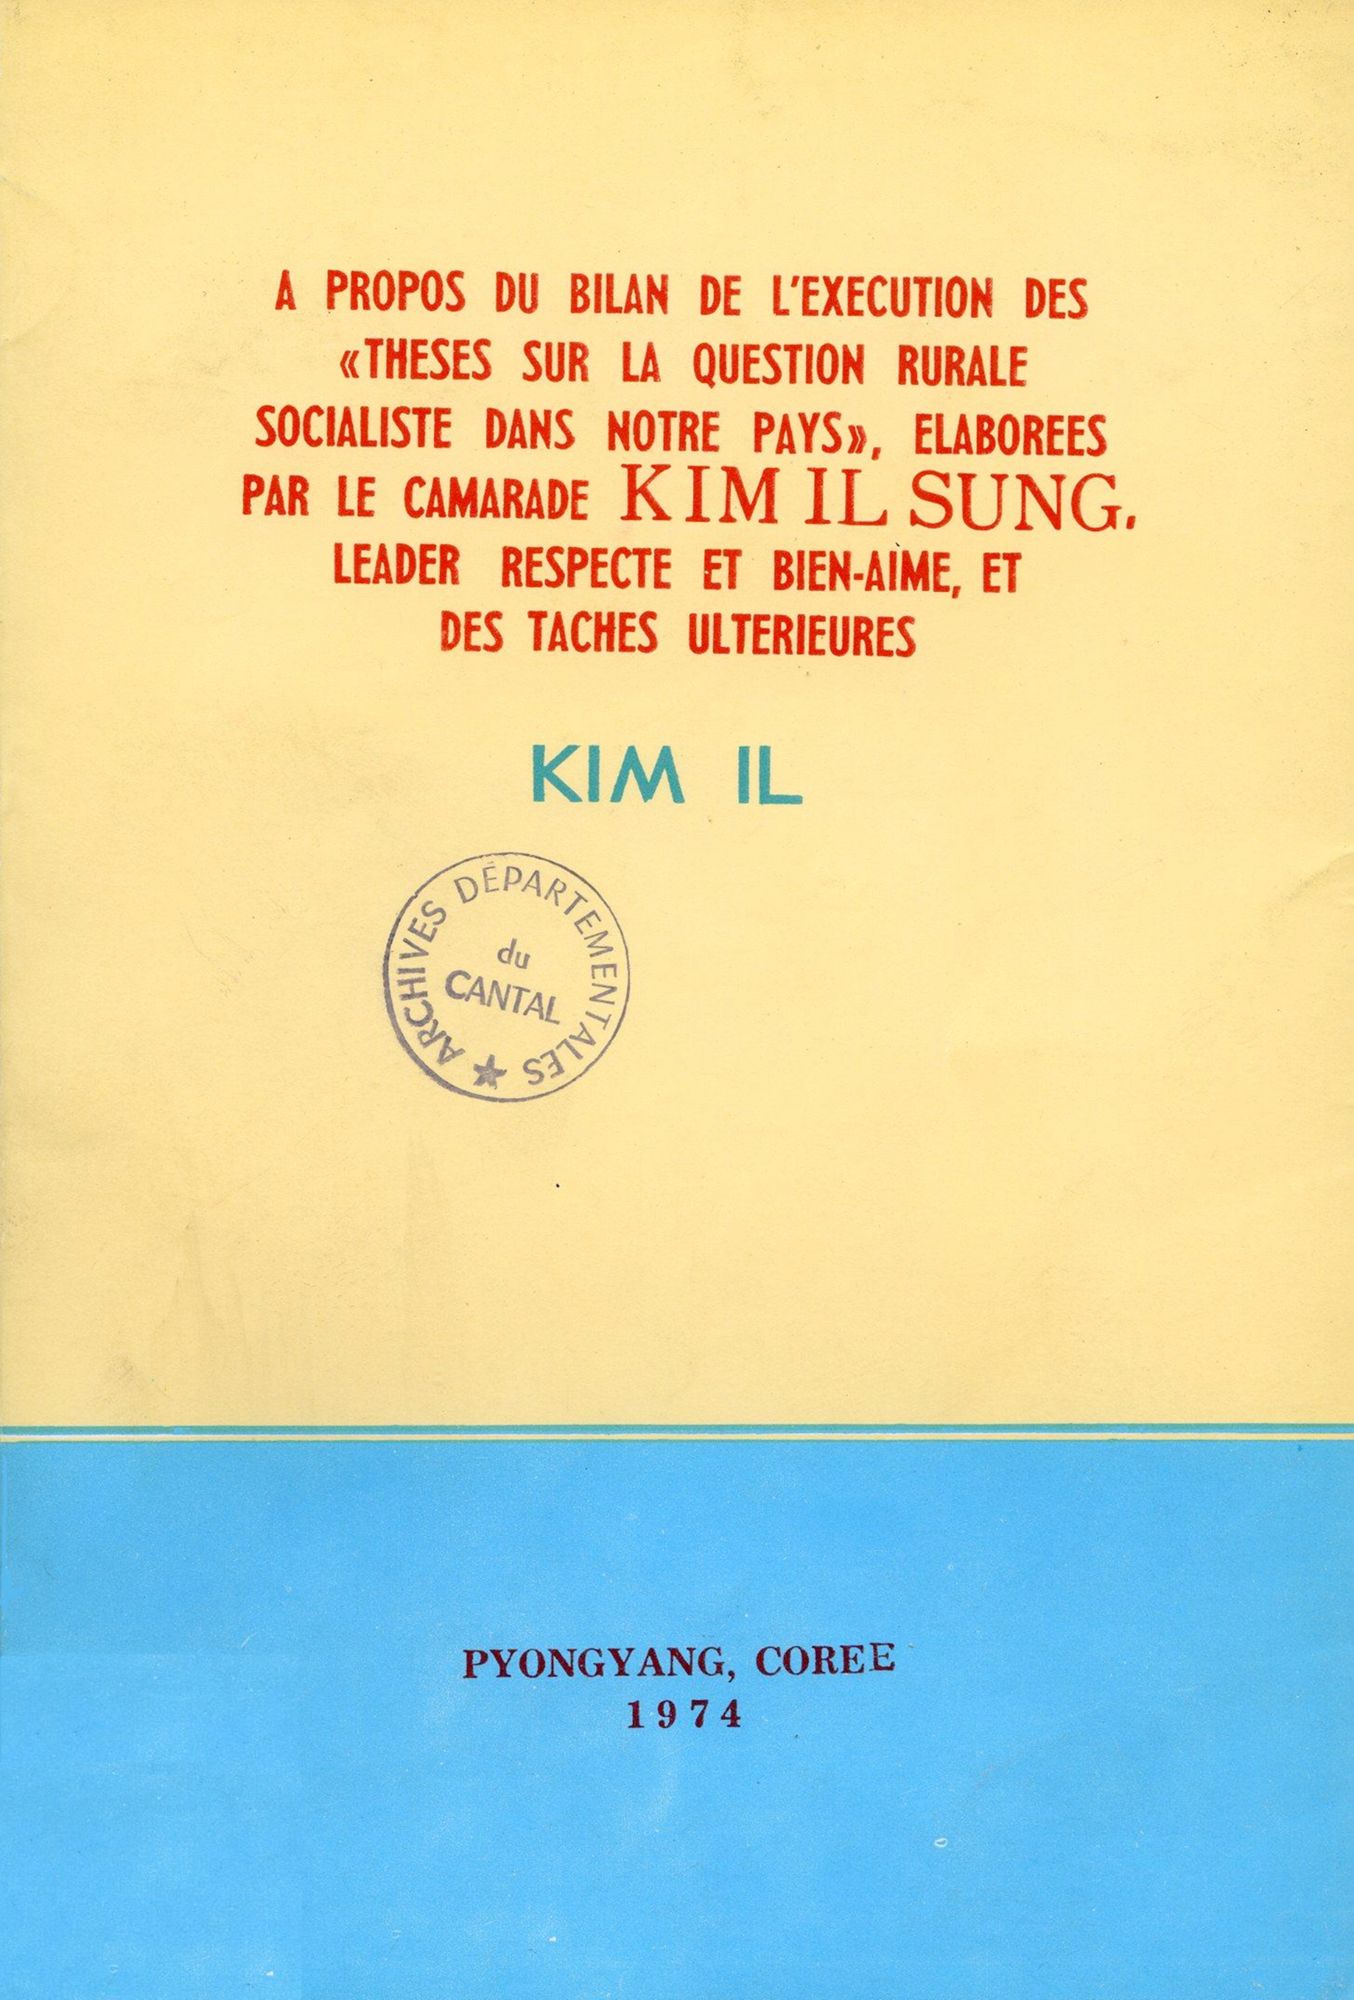 A PROPOS DU BILAN DE L'EXECUTION DES
«THESES SUR LA QUESTION RURALE
SOCIALISTE DANS NOTRE PAYS», ELABOREES
PAR LE CAMARADE KIM IL SUNG,
LEADER RESPECTE ET BIEN-AIME, ET
DES TACHES ULTERIEURES
KIM IL
ARCHIVES DÉPARTEMENTALES
du
CANTAL
PYONGYANG, COREE
1974